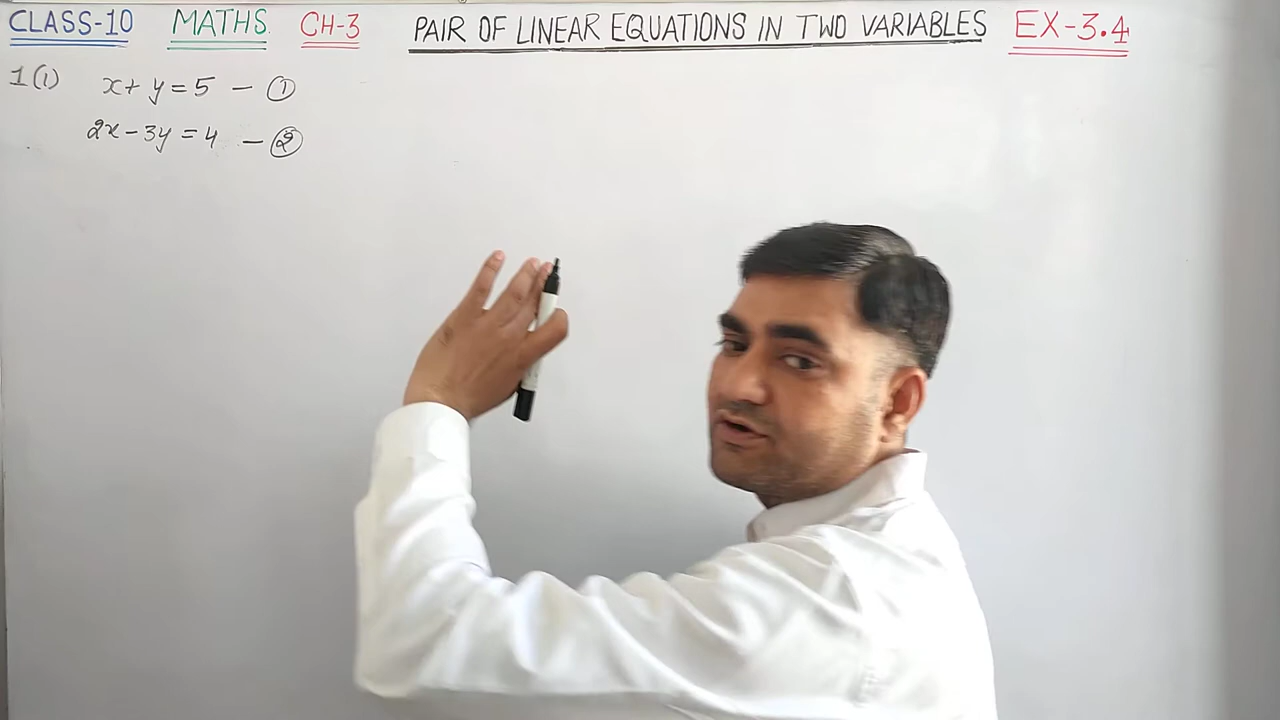 CLASS-10 MATHS. CH-3 PAIR OF LINEAR EQUATIONS IN TWO VARIABLES EX-3.4
1(i) x+y=5 - ①
2x-3y=4 - ②